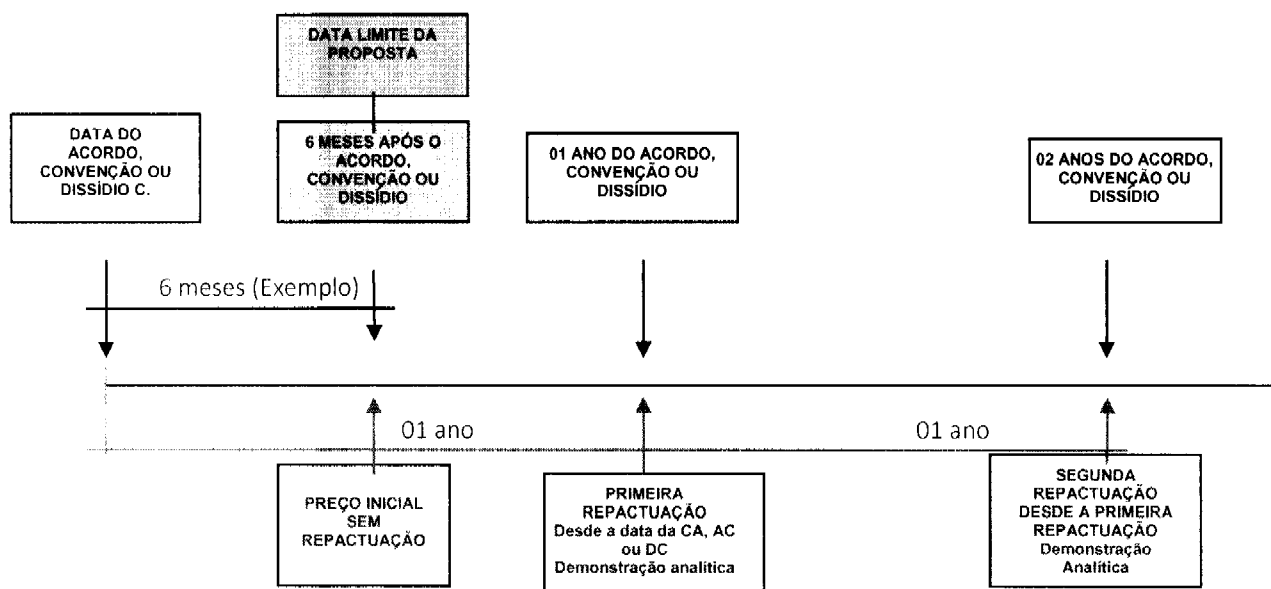 DATA LIMITE DA
PROPOSTA
DATA DO
ACORDO,
CONVENÇÃO OU
DISSÍDIO C.
6 MESES APÓS O
ACORDO,
CONVENÇÃO OU
DISSÍDIO
01 ANO DO ACORDO,
CONVENÇÃO OU
DISSÍDIO
02 ANOS DO ACORDO,
CONVENÇÃO OU
DISSÍDIO
6 meses (Exemplo)
01 ano
01 ano
PREÇO INICIAL
SEM
REPACTUAÇÃO
PRIMEIRA
REPACTUAÇÃO
Desde a data da CA, AC
ou DC
Demonstração analítica
SEGUNDA
REPACTUAÇÃO
DESDE A PRIMEIRA
REPACTUAÇÃO
Demonstração
Analítica